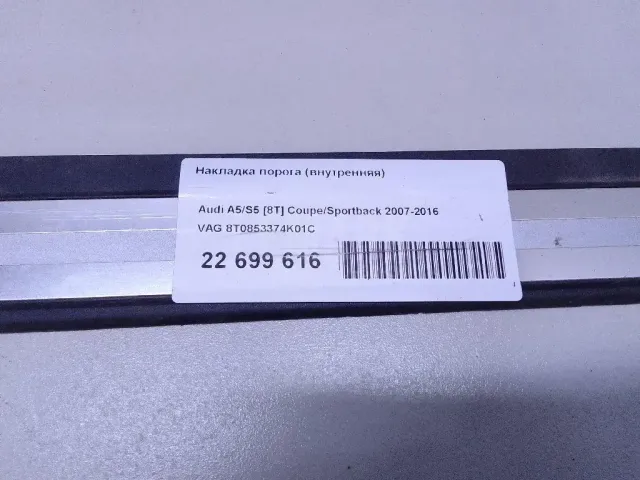 Накладка порога (внутренняя)
Audi A5/S5 [8T] Coupe/Sportback 2007-2016
VAG 8T0853374K01C
22 699 616